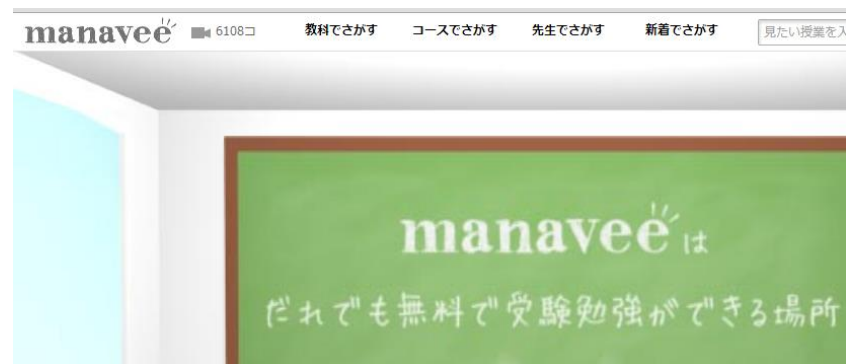 manavee 6108コ 教科でさがす コースでさがす 先生でさがす 新着でさがす 見たい授業を
manaveeは
だれでも無料で受験勉強ができる場所